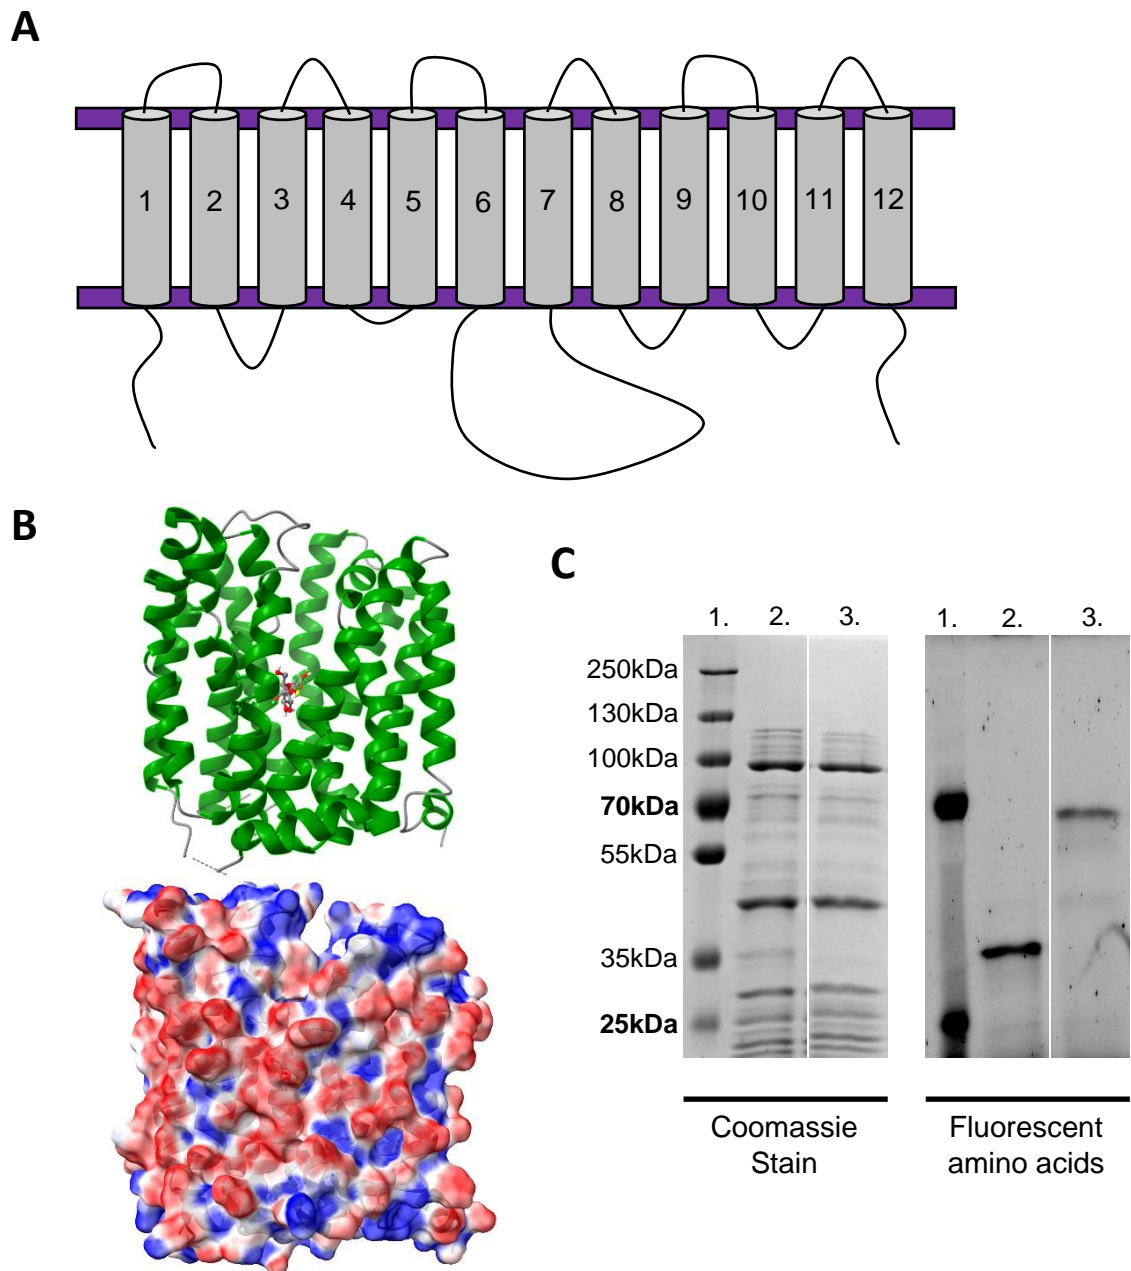 A
1 2 3 4 5 6 7 8 9 10 11 12
B
C
1. 2. 3. 1. 2. 3.
250kDa
130kDa
100kDa
70kDa
55kDa
35kDa
25kDa
Coomassie
Stain
Fluorescent
amino acids